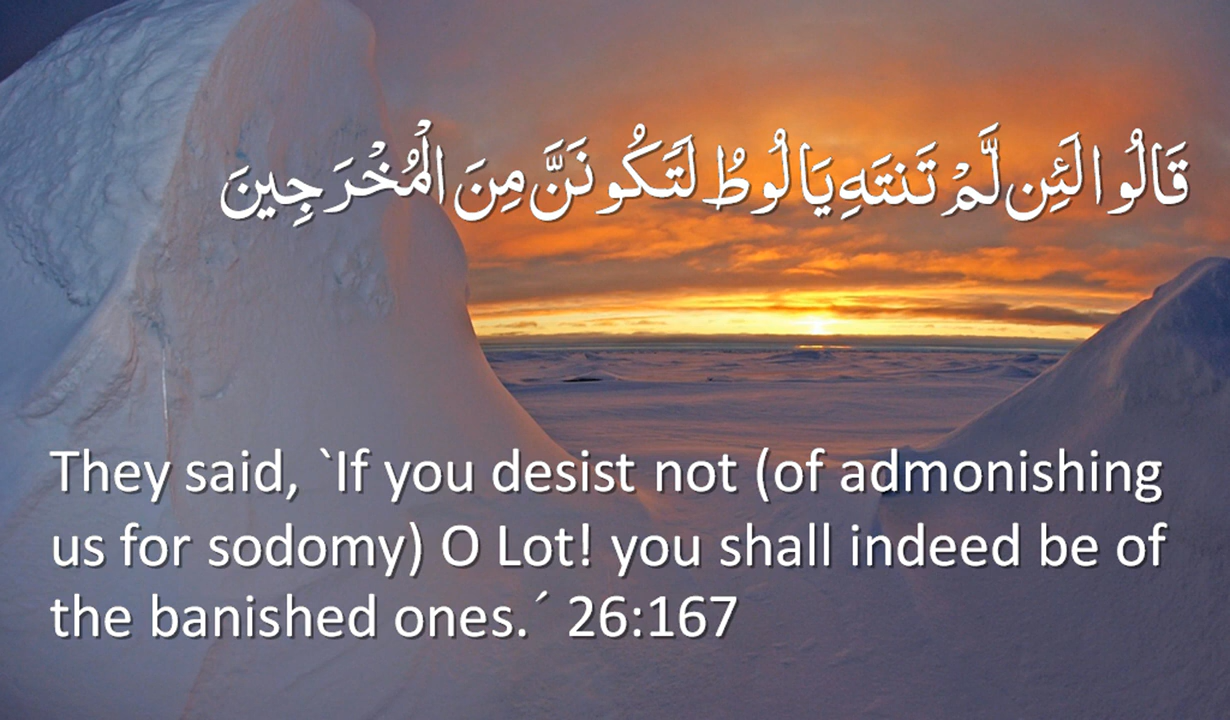 قَالُوا لَئِن لَّمْ تَنتَهِ يَا لُوطُ لَتَكُونَنَّ مِنَ الْمُخْرَجِينَ
They said, `If you desist not (of admonishing
us for sodomy) O Lot! you shall indeed be of
the banished ones.´ 26:167